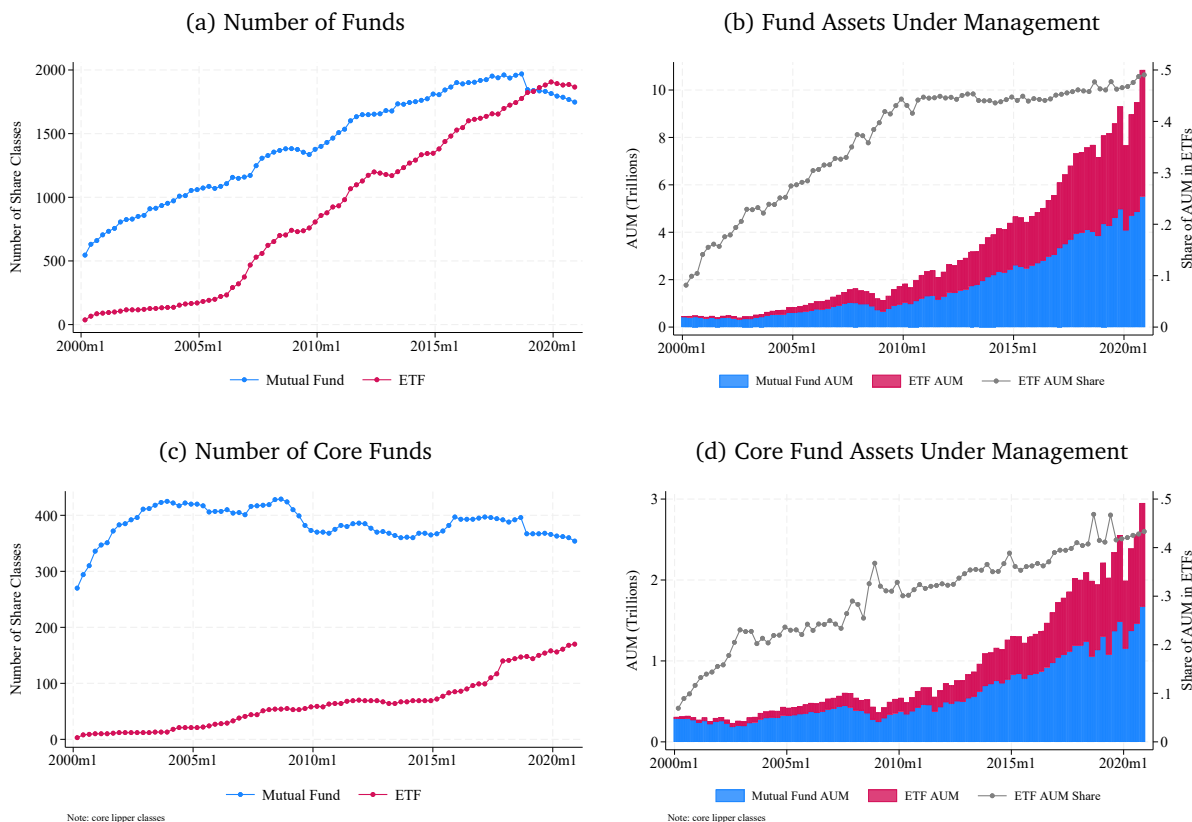 (a) Number of Funds
Number of Share Classes
2000
1500
1000
500
0
2000m1 2005m1 2010m1 2015m1 2020m1
Mutual Fund ETF
(b) Fund Assets Under Management
AUM (Trillions)
10
8
6
4
2
0
.5
.4
.3
.2
.1
0
Share of AUM in ETFs
2000m1 2005m1 2010m1 2015m1 2020m1
Mutual Fund AUM ETF AUM ETF AUM Share
(c) Number of Core Funds
Number of Share Classes
400
300
200
100
0
2000m1 2005m1 2010m1 2015m1 2020m1
Mutual Fund ETF
Note: core lipper classes
(d) Core Fund Assets Under Management
AUM (Trillions)
3
2
1
0
.5
.4
.3
.2
.1
0
Share of AUM in ETFs
2000m1 2005m1 2010m1 2015m1 2020m1
Mutual Fund AUM ETF AUM ETF AUM Share
Note: core lipper classes